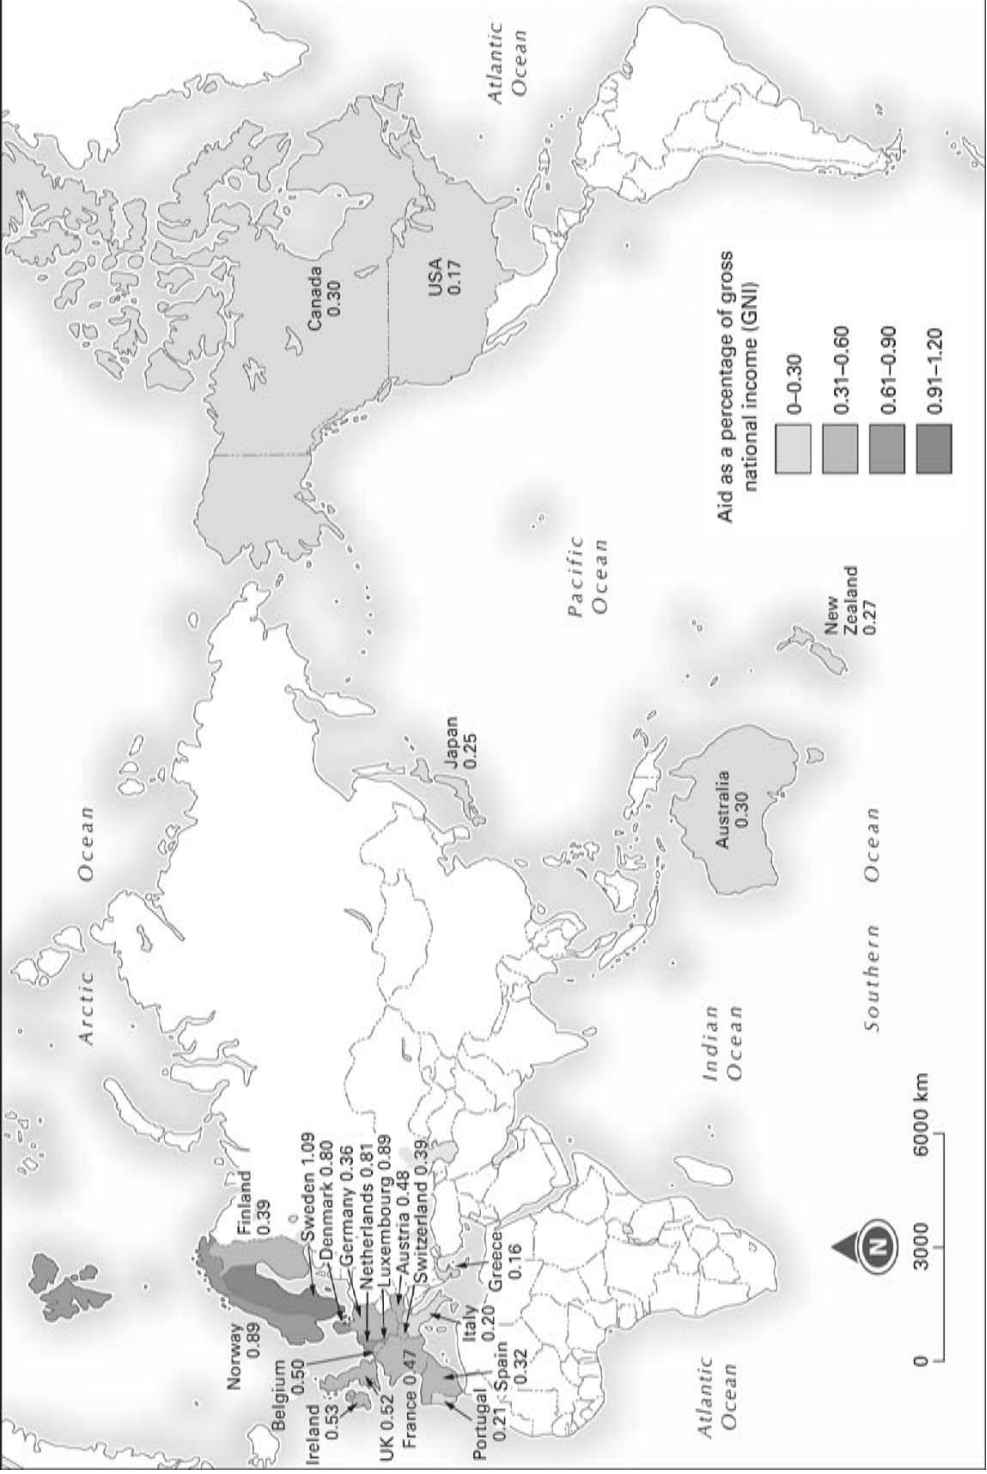 Arctic Ocean
Norway
0.89
Finland
0.39
Sweden 1.09
Denmark 0.80
Germany 0.36
Netherlands 0.81
Luxembourg 0.89
Austria 0.48
Switzerland 0.39
Belgium
0.50
Ireland
0.53
UK 0.52
France 0.47
Portugal
0.21
Spain
0.32
Italy
0.20
Greece
0.16
Japan
0.25
Canada
0.30
USA
0.17
Atlantic
Ocean
Pacific
Ocean
Atlantic
Ocean
Indian
Ocean
Australia
0.30
New
Zealand
0.27
Southern Ocean
N
0 3000 6000 km
Aid as a percentage of gross
national income (GNI)
0–0.30
0.31–0.60
0.61–0.90
0.91–1.20